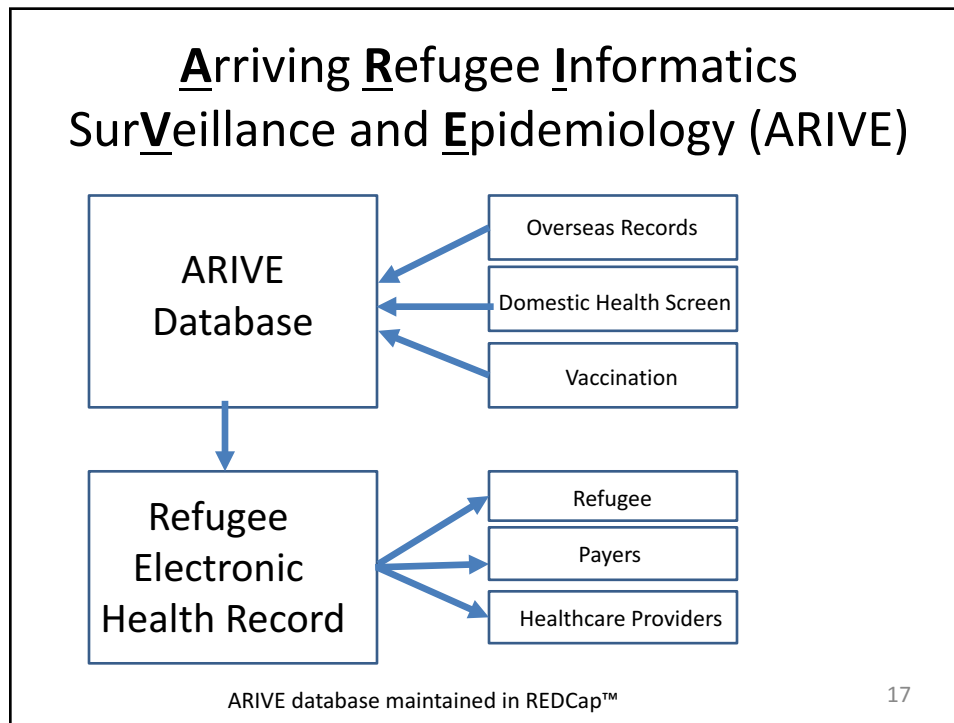 Arriving Refugee Informatics
SurVeillance and Epidemiology (ARIVE)
ARIVE
Database
Overseas Records
Domestic Health Screen
Vaccination
Refugee
Electronic
Health Record
Refugee
Payers
Healthcare Providers
ARIVE database maintained in REDCap™
17